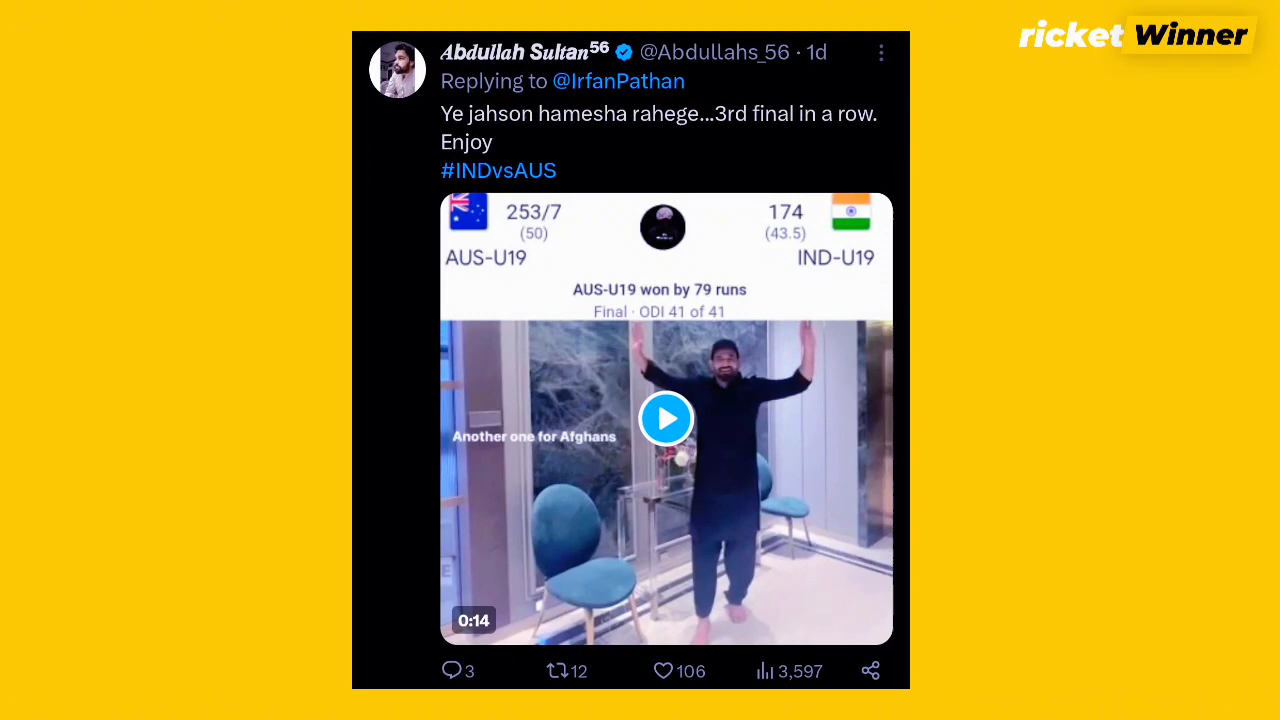 ricket Winner
Abdullah Sultan⁵⁶ @Abdullahs_56 · 1d
Replying to @IrfanPathan
Ye jahson hamesha rahege...3rd final in a row.
Enjoy
#INDvsAUS
253/7 174
(50) (43.5)
AUS-U19 IND-U19
AUS-U19 won by 79 runs
Final · ODI 41 of 41
Another one for Afghans
0:14
3 12 106 3,597